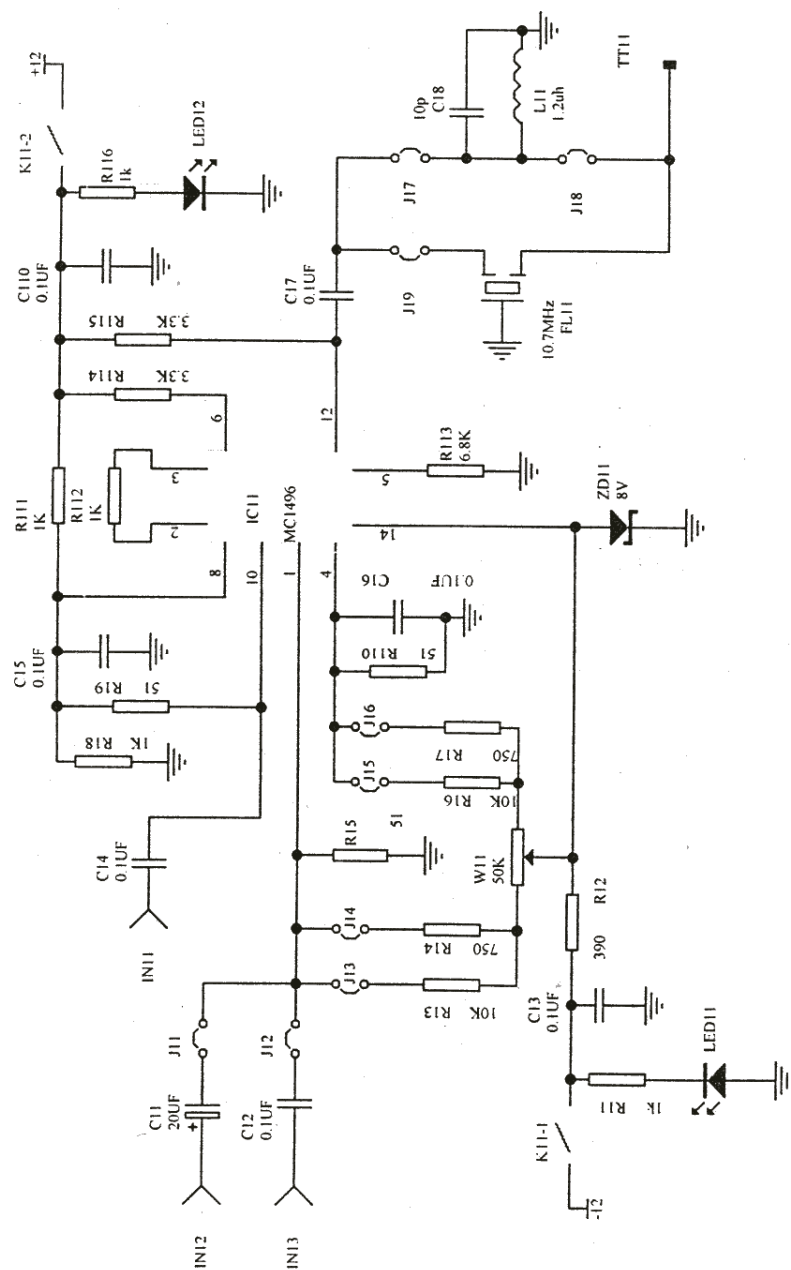 +12
K11-2
R116
1k
LED12
C110
0.1UF
R115
3.3K
R114
3.3K
R111
1K
R112
1K
C15
0.1UF
R19
51
R18
1K
C14
0.1UF
IN11
IC11
MC1496
6
3
2
8
10
1
4
12
5
14
C17
0.1UF
J17
J19
J18
10p
C18
L11
1.2uh
TT11
10.7MHz
FL11
R113
6.8K
ZD11
8V
C16
0.1UF
R110
51
J16
R17
750
J15
R16
10K
R15
51
W11
50K
J14
R14
750
J13
R13
10K
R12
390
C13
0.1UF
LED11
R11
1k
K11-1
-12
J11
C11
20UF
+
IN12
J12
C12
0.1UF
IN13